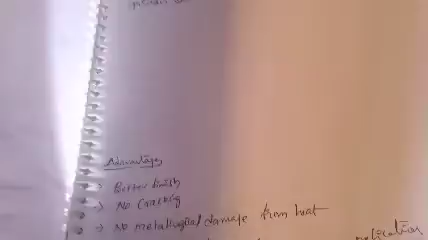 Advantages
→ Better finish
→ No Cracking
→ No metallurgical damage from heat